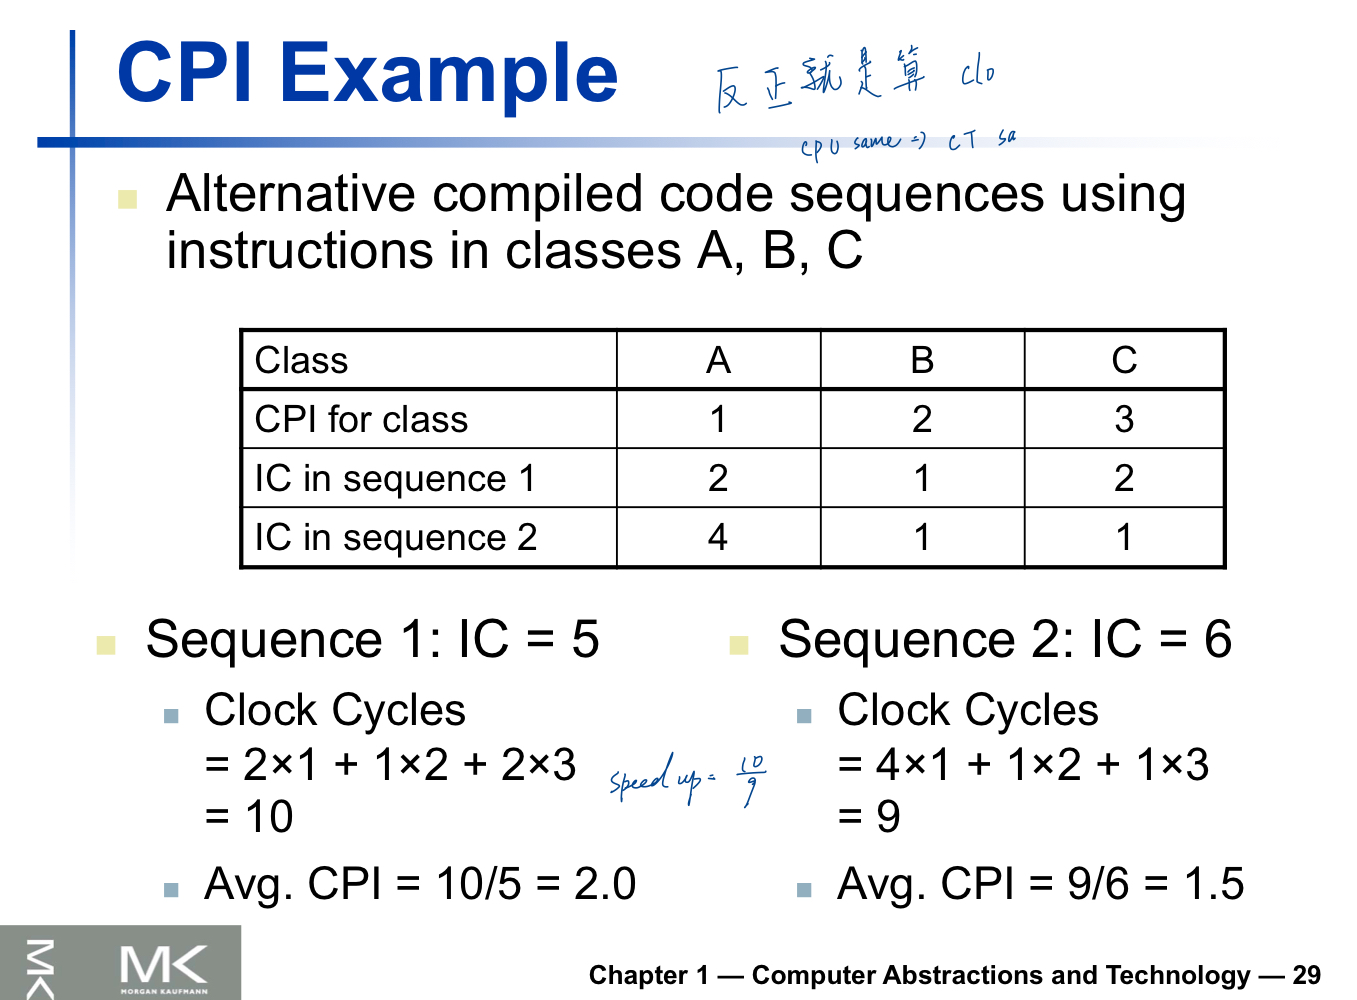 CPI Example
反正就是算 clo
CPU same => CT sa
Alternative compiled code sequences using
instructions in classes A, B, C
Class A B C
CPI for class 1 2 3
IC in sequence 1 2 1 2
IC in sequence 2 4 1 1
Sequence 1: IC = 5
Clock Cycles
= 2×1 + 1×2 + 2×3
= 10
Avg. CPI = 10/5 = 2.0
speed up = 10/9
Sequence 2: IC = 6
Clock Cycles
= 4×1 + 1×2 + 1×3
= 9
Avg. CPI = 9/6 = 1.5
MK
MK
MORGAN KAUFMANN
Chapter 1 — Computer Abstractions and Technology — 29